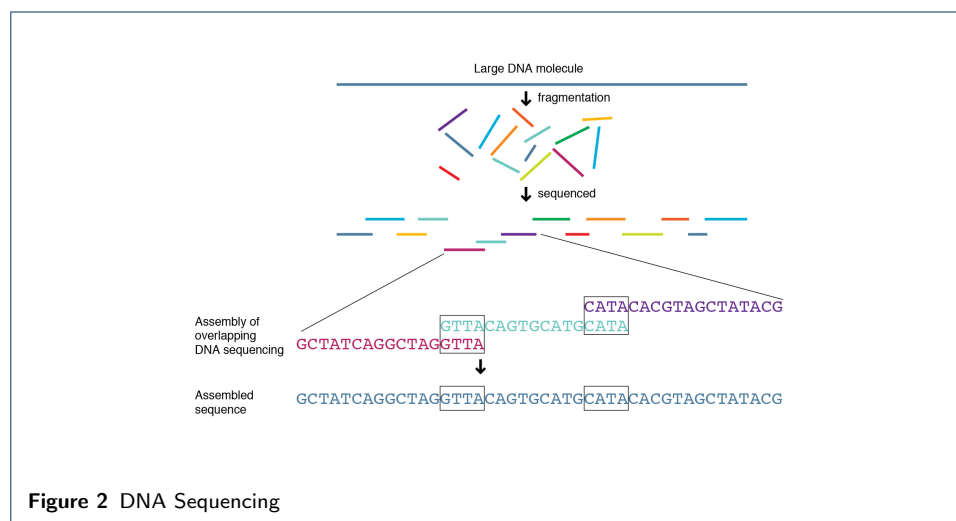 Large DNA molecule
fragmentation
sequenced
CATACACGTAGCTATACG
Assembly of
overlapping
DNA sequencing
GTTACAGTGCATGCATA
GCTATCAGGCTAGGTTA
Assembled
sequence
GCTATCAGGCTAGGTTACAGTGCATGCATACACGTAGCTATACG
Figure 2 DNA Sequencing